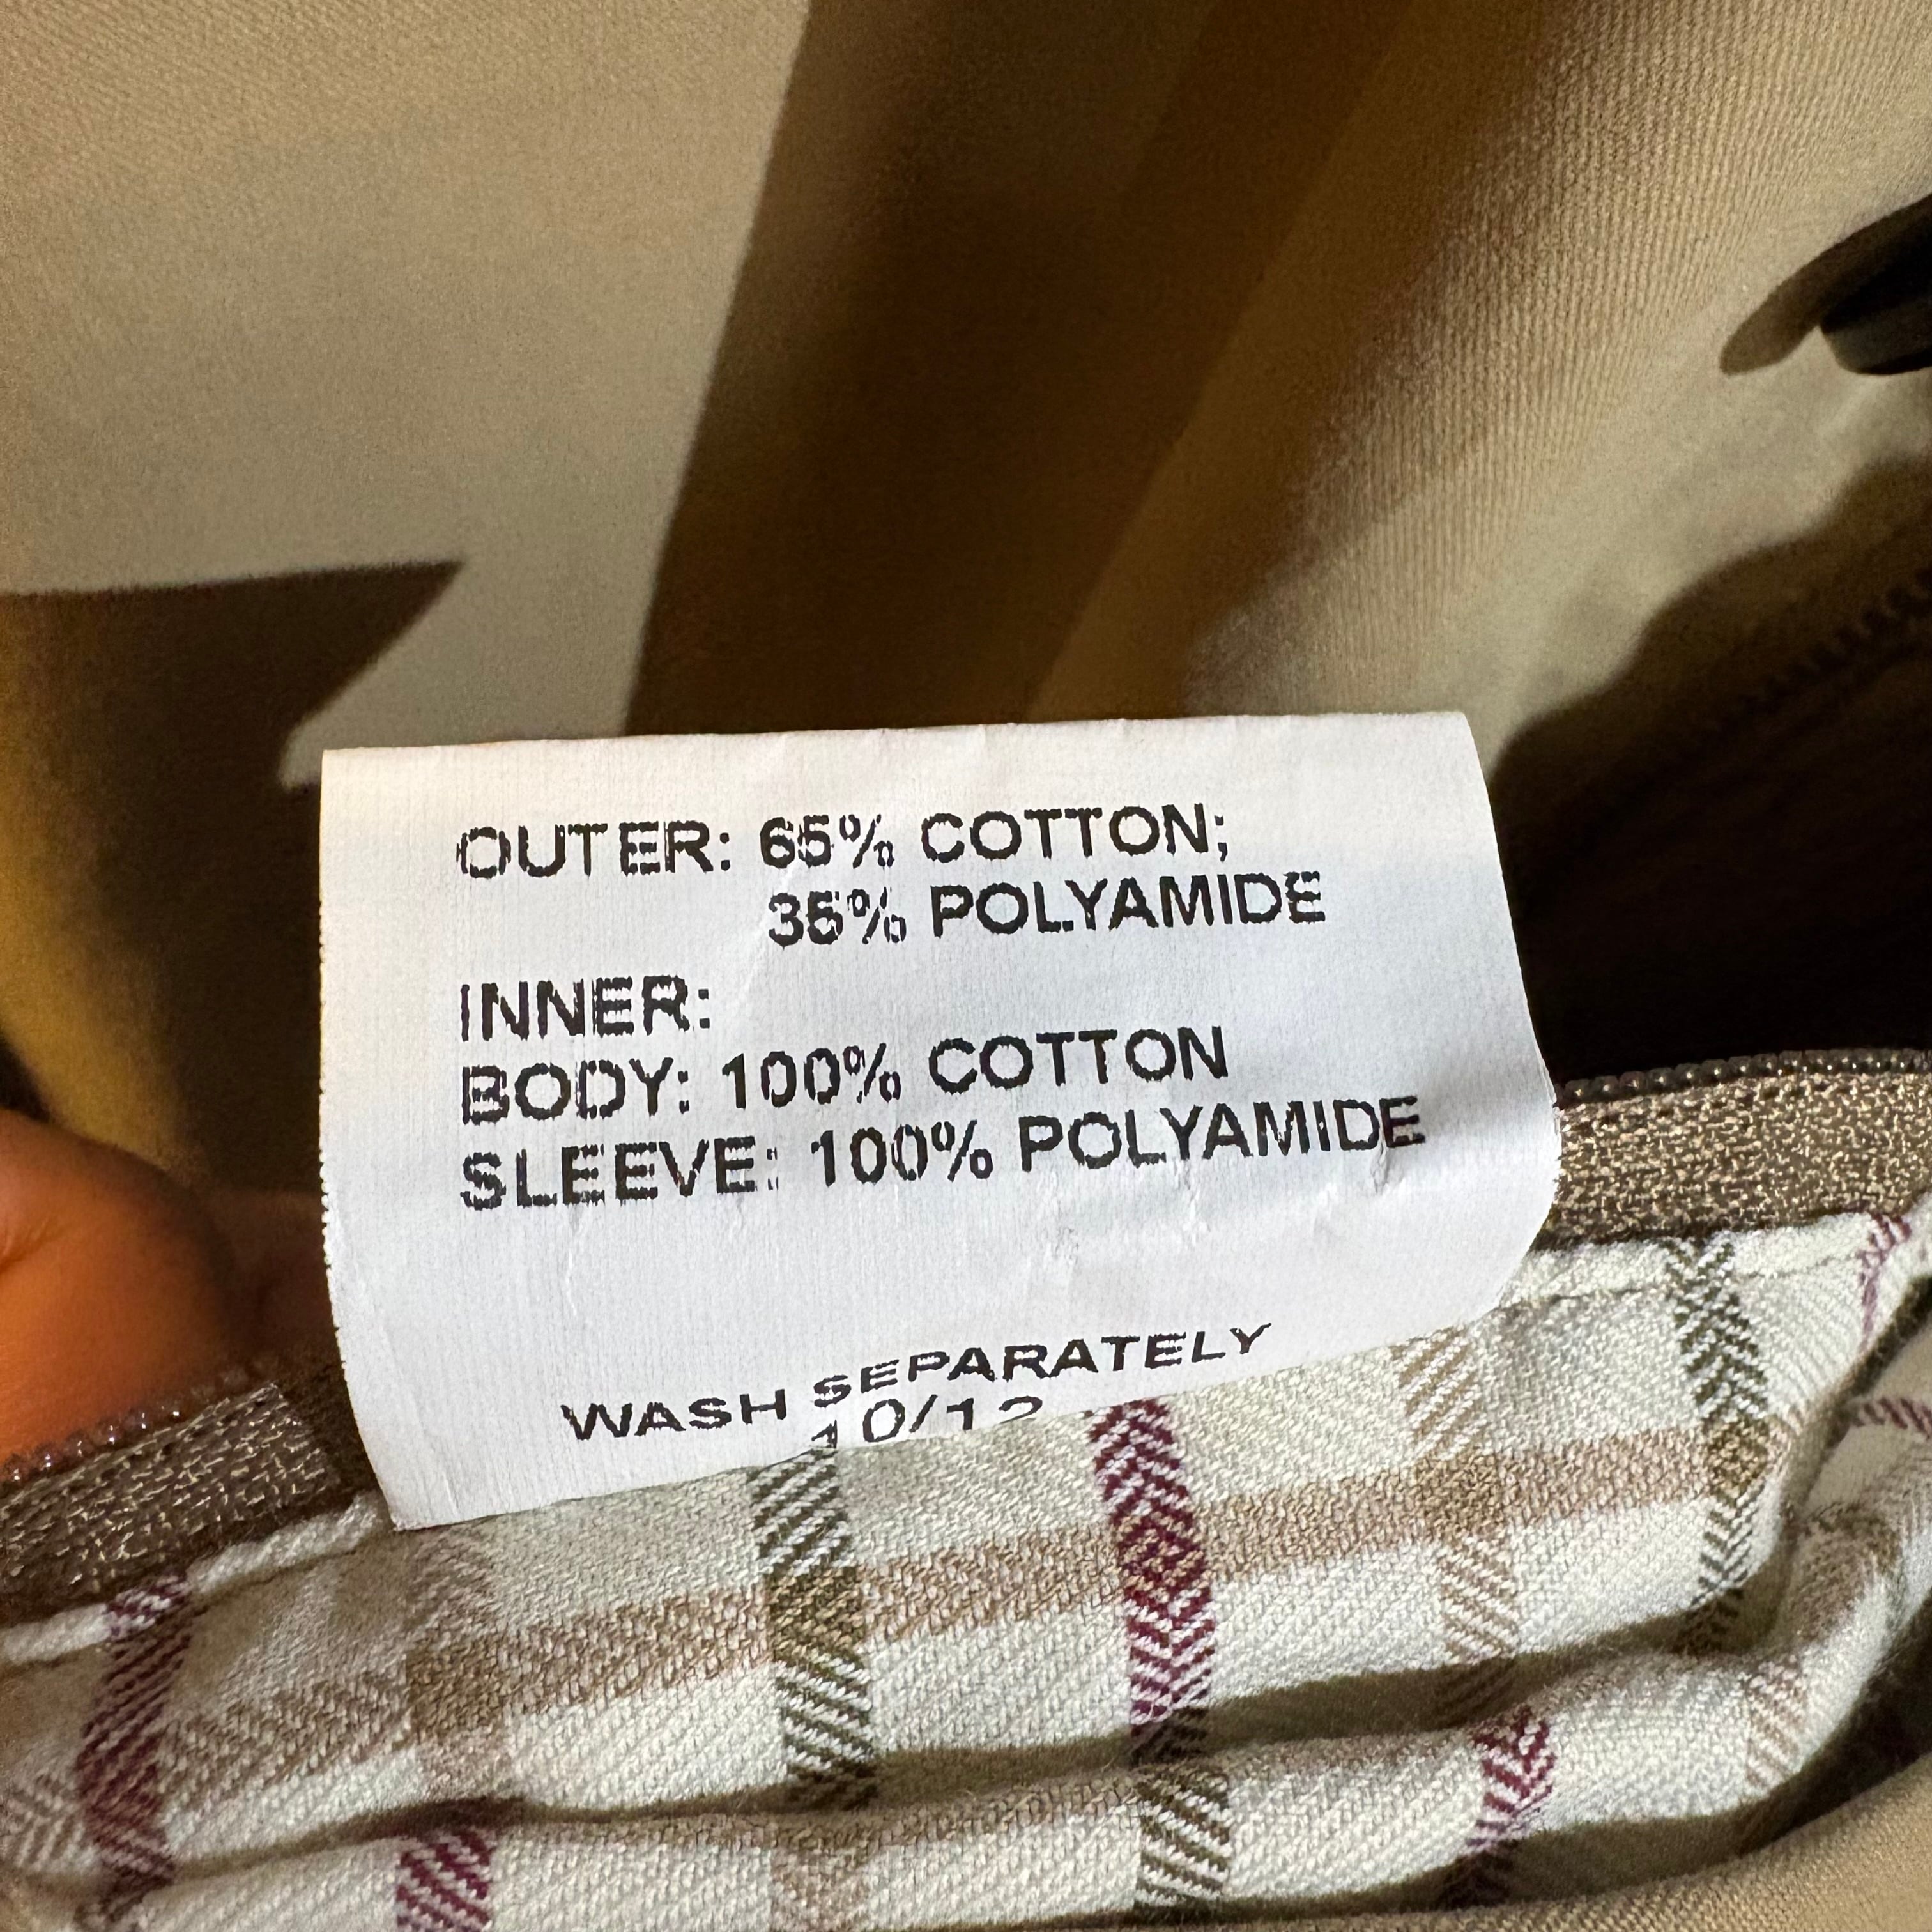 OUTER: 65% COTTON;
35% POLYAMIDE
INNER:
BODY: 100% COTTON
SLEEVE: 100% POLYAMIDE
WASH SEPARATELY
10/12